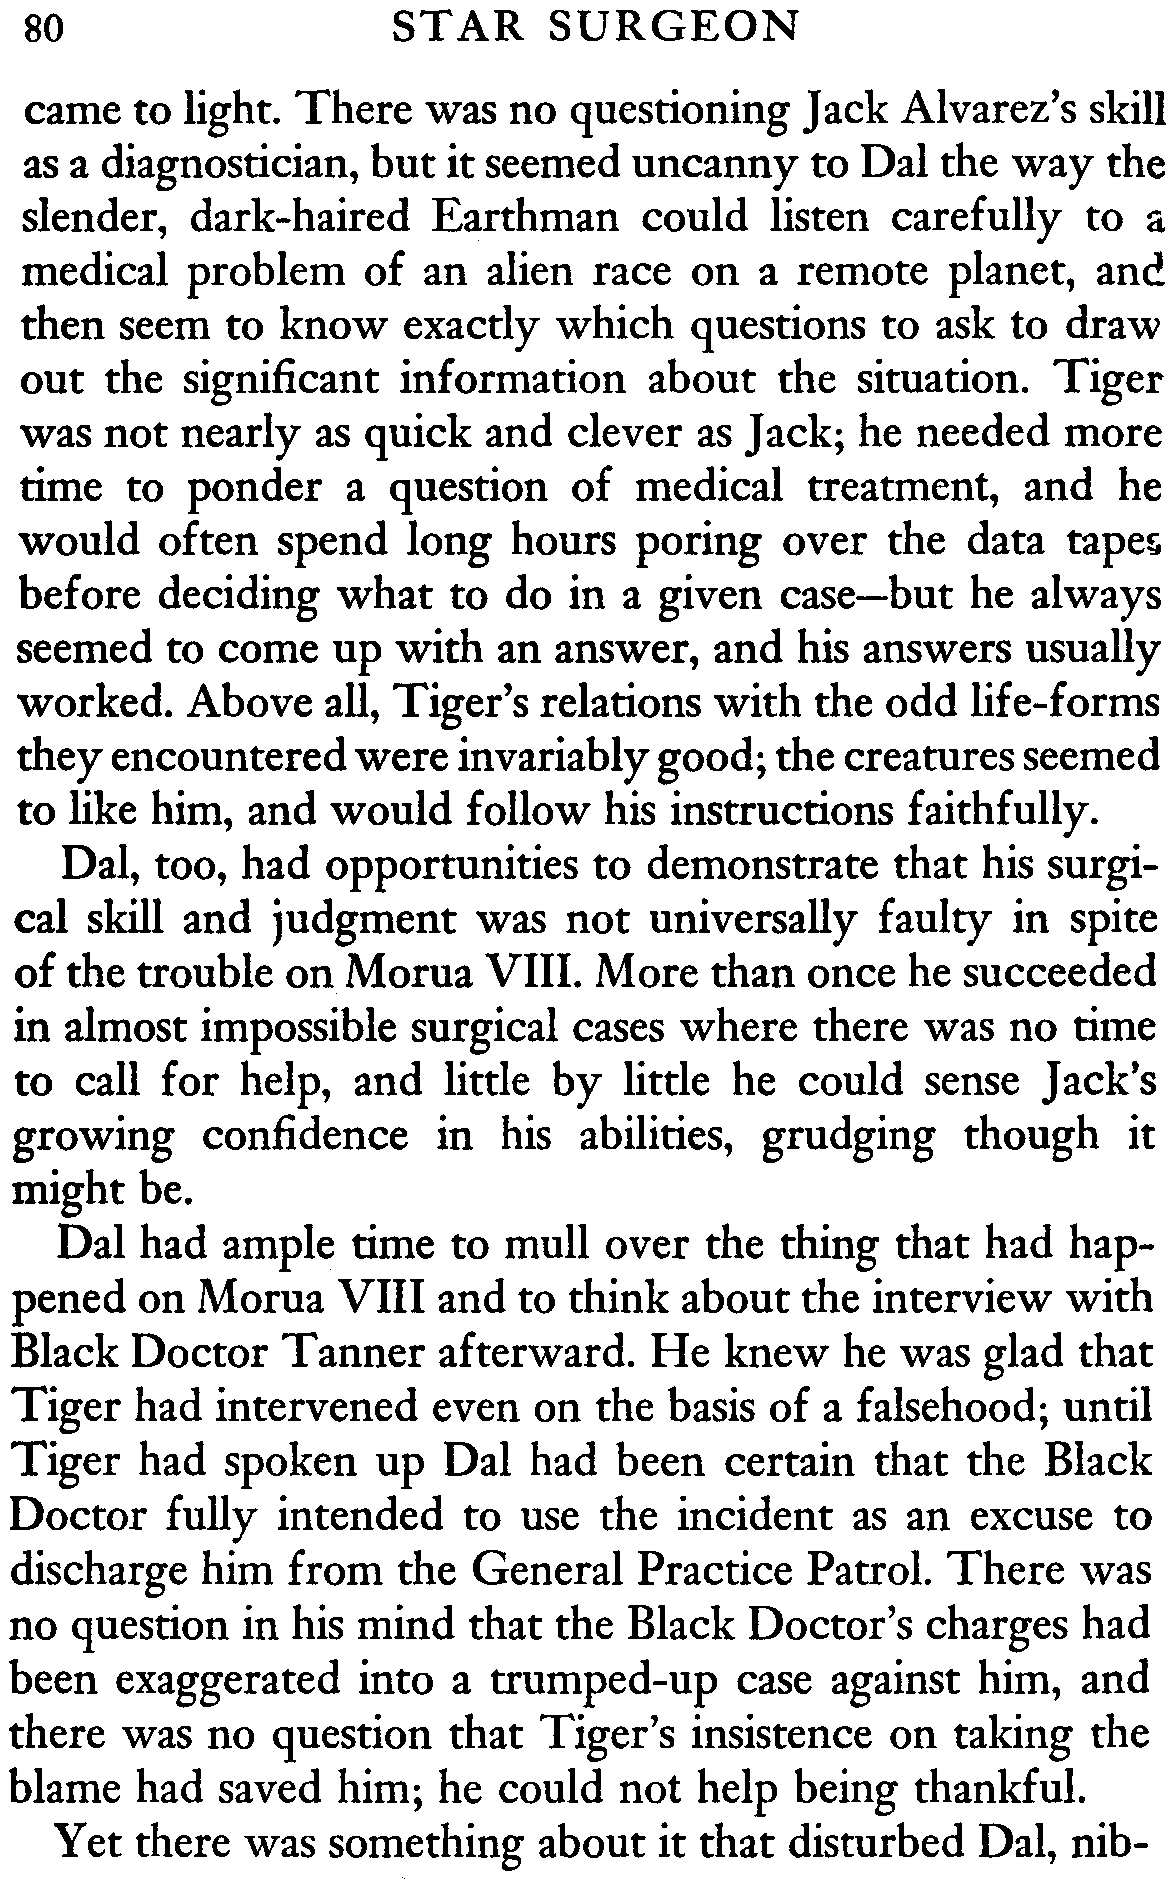 80 STAR SURGEON
came to light. There was no questioning Jack Alvarez's skill
as a diagnostician, but it seemed uncanny to Dal the way the
slender, dark-haired Earthman could listen carefully to a
medical problem of an alien race on a remote planet, and
then seem to know exactly which questions to ask to draw
out the significant information about the situation. Tiger
was not nearly as quick and clever as Jack; he needed more
time to ponder a question of medical treatment, and he
would often spend long hours poring over the data tapes
before deciding what to do in a given case—but he always
seemed to come up with an answer, and his answers usually
worked. Above all, Tiger's relations with the odd life-forms
they encountered were invariably good; the creatures seemed
to like him, and would follow his instructions faithfully.
Dal, too, had opportunities to demonstrate that his surgi-
cal skill and judgment was not universally faulty in spite
of the trouble on Morua VIII. More than once he succeeded
in almost impossible surgical cases where there was no time
to call for help, and little by little he could sense Jack's
growing confidence in his abilities, grudging though it
might be.
Dal had ample time to mull over the thing that had hap-
pened on Morua VIII and to think about the interview with
Black Doctor Tanner afterward. He knew he was glad that
Tiger had intervened even on the basis of a falsehood; until
Tiger had spoken up Dal had been certain that the Black
Doctor fully intended to use the incident as an excuse to
discharge him from the General Practice Patrol. There was
no question in his mind that the Black Doctor's charges had
been exaggerated into a trumped-up case against him, and
there was no question that Tiger's insistence on taking the
blame had saved him; he could not help being thankful.
Yet there was something about it that disturbed Dal, nib-